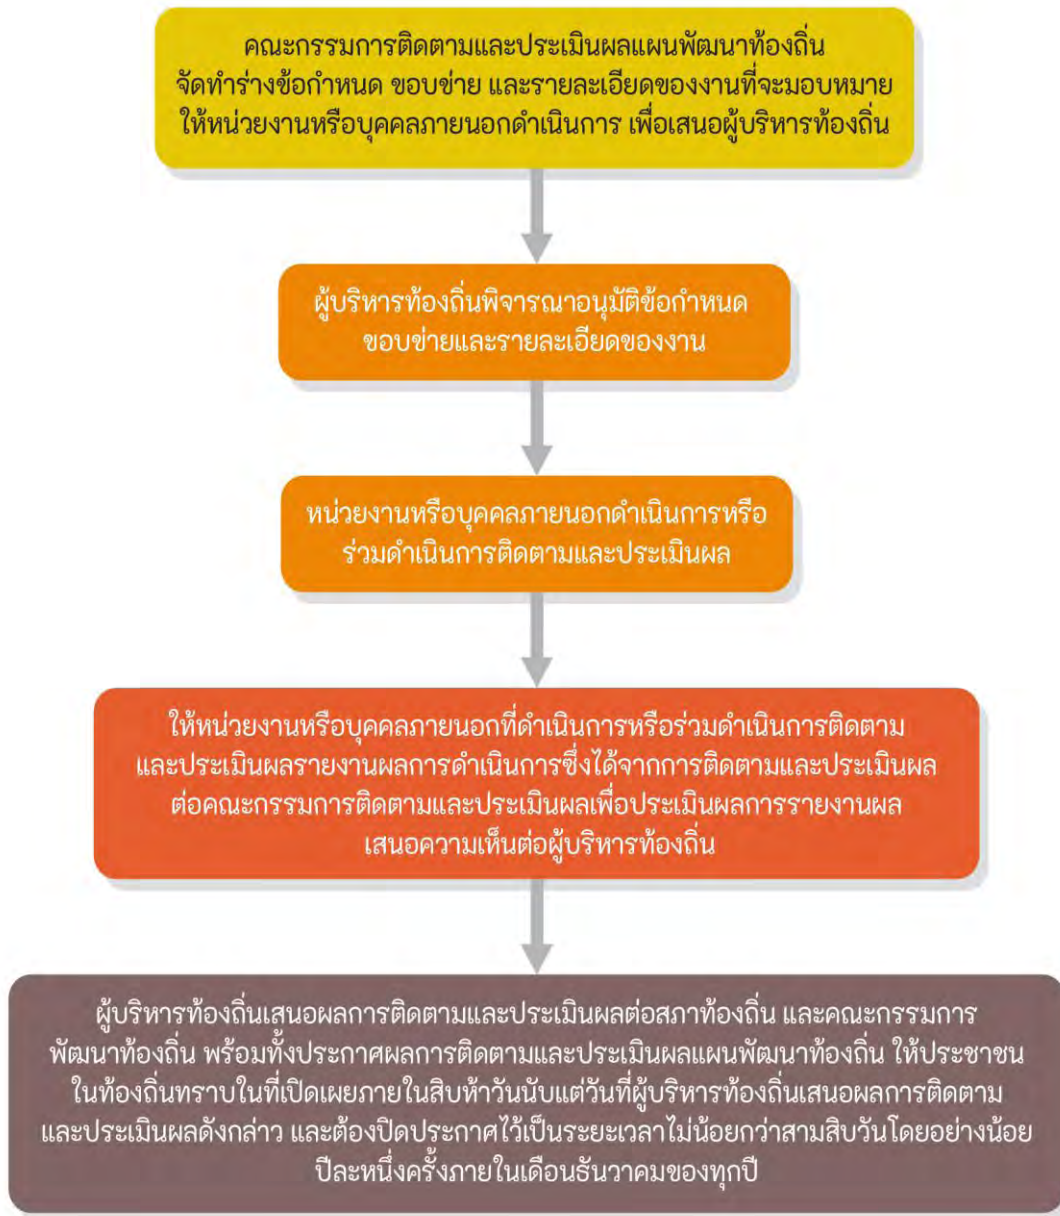 คณะกรรมการติดตามและประเมินผลแผนพัฒนาท้องถิ่น
จัดทำร่างข้อกำหนด ขอบข่าย และรายละเอียดของงานที่จะมอบหมาย
ให้หน่วยงานหรือบุคคลภายนอกดำเนินการ เพื่อเสนอผู้บริหารท้องถิ่น
ผู้บริหารท้องถิ่นพิจารณาอนุมัติข้อกำหนด
ขอบข่ายและรายละเอียดของงาน
หน่วยงานหรือบุคคลภายนอกดำเนินการหรือ
ร่วมดำเนินการติดตามและประเมินผล
ให้หน่วยงานหรือบุคคลภายนอกที่ดำเนินการหรือร่วมดำเนินการติดตาม
และประเมินผลรายงานผลการดำเนินการซึ่งได้จากการติดตามและประเมินผล
ต่อคณะกรรมการติดตามและประเมินผลเพื่อประเมินผลการรายงานผล
เสนอความเห็นต่อผู้บริหารท้องถิ่น
ผู้บริหารท้องถิ่นเสนอผลการติดตามและประเมินผลต่อสภาท้องถิ่น และคณะกรรมการ
พัฒนาท้องถิ่น พร้อมทั้งประกาศผลการติดตามและประเมินผลแผนพัฒนาท้องถิ่น ให้ประชาชน
ในท้องถิ่นทราบในที่เปิดเผยภายในสิบห้าวันนับแต่วันที่ผู้บริหารท้องถิ่นเสนอผลการติดตาม
และประเมินผลดังกล่าว และต้องปิดประกาศไว้เป็นระยะเวลาไม่น้อยกว่าสามสิบวันโดยอย่างน้อย
ปีละหนึ่งครั้งภายในเดือนธันวาคมของทุกปี